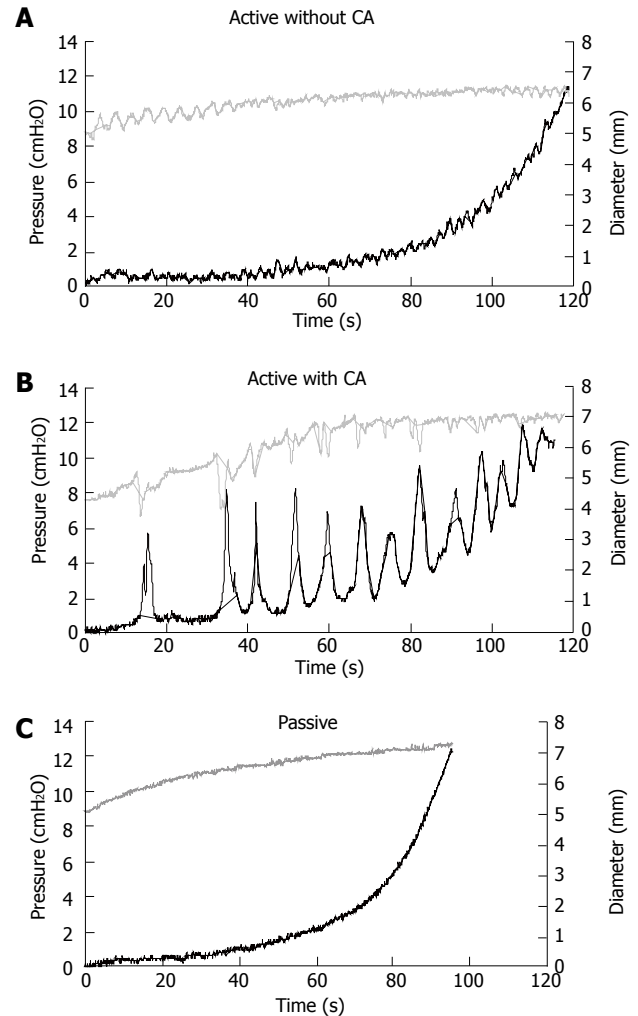 A
Active without CA
Pressure (cmH2O)
14
12
10
8
6
4
2
0
8
7
6
5
4
3
2
1
0
Diameter (mm)
0 20 40 60 80 100 120
Time (s)
B
Active with CA
Pressure (cmH2O)
14
12
10
8
6
4
2
0
8
7
6
5
4
3
2
1
0
Diameter (mm)
0 20 40 60 80 100 120
Time (s)
C
Passive
Pressure (cmH2O)
14
12
10
8
6
4
2
0
8
7
6
5
4
3
2
1
0
Diameter (mm)
0 20 40 60 80 100 120
Time (s)